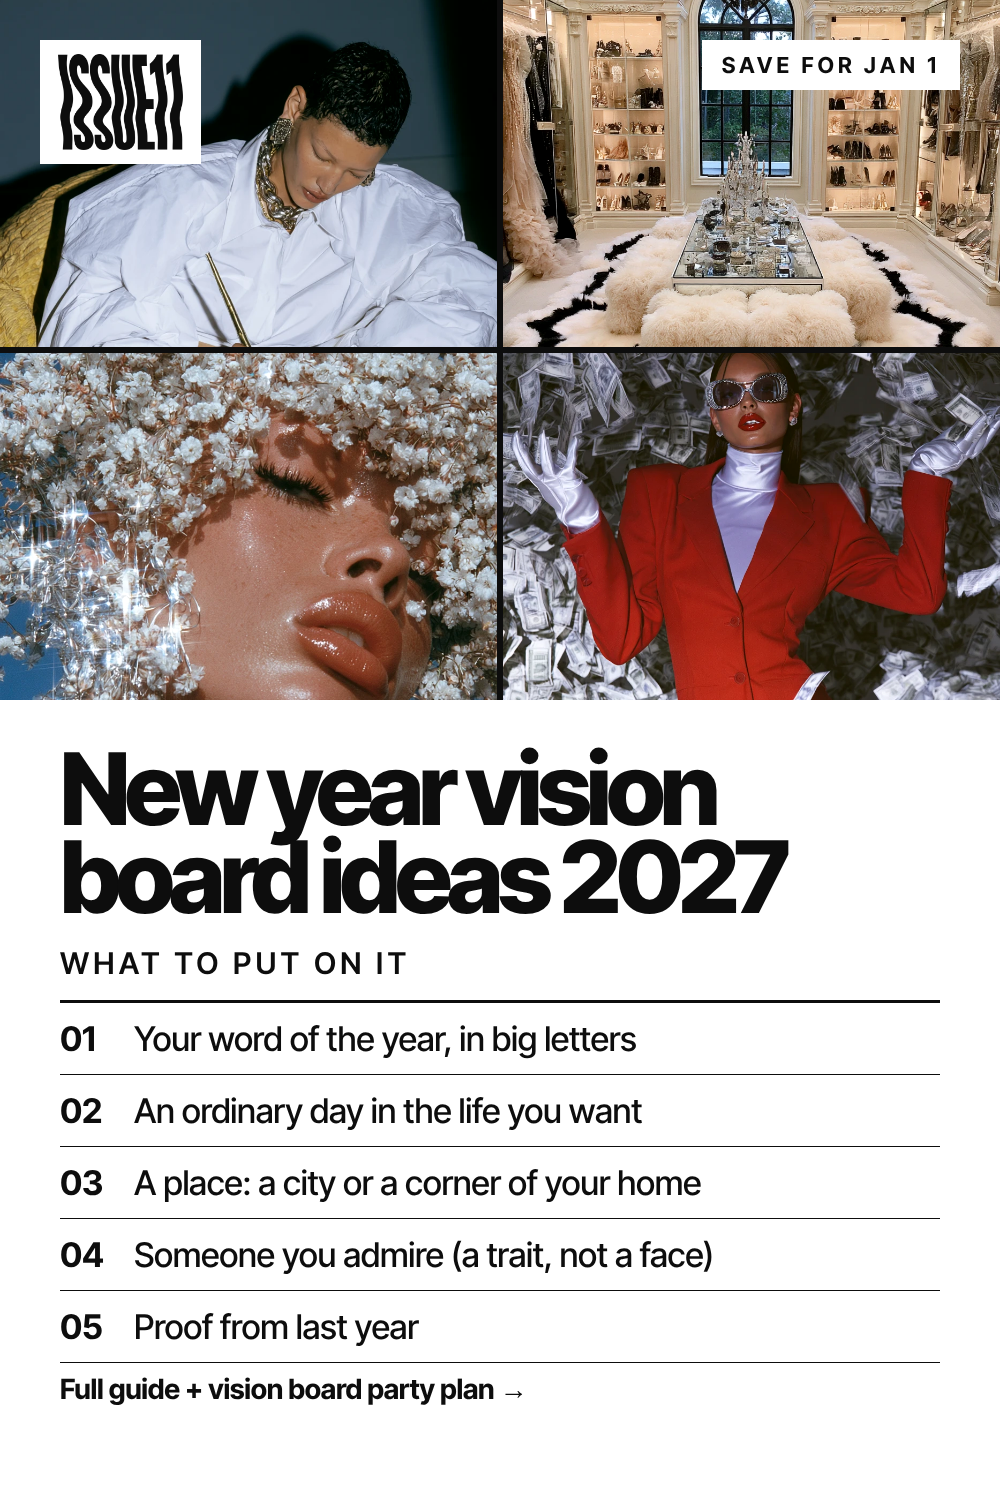 ISSUE11
SAVE FOR JAN 1
New year vision
board ideas 2027
WHAT TO PUT ON IT
01 Your word of the year, in big letters
02 An ordinary day in the life you want
03 A place: a city or a corner of your home
04 Someone you admire (a trait, not a face)
05 Proof from last year
Full guide + vision board party plan →